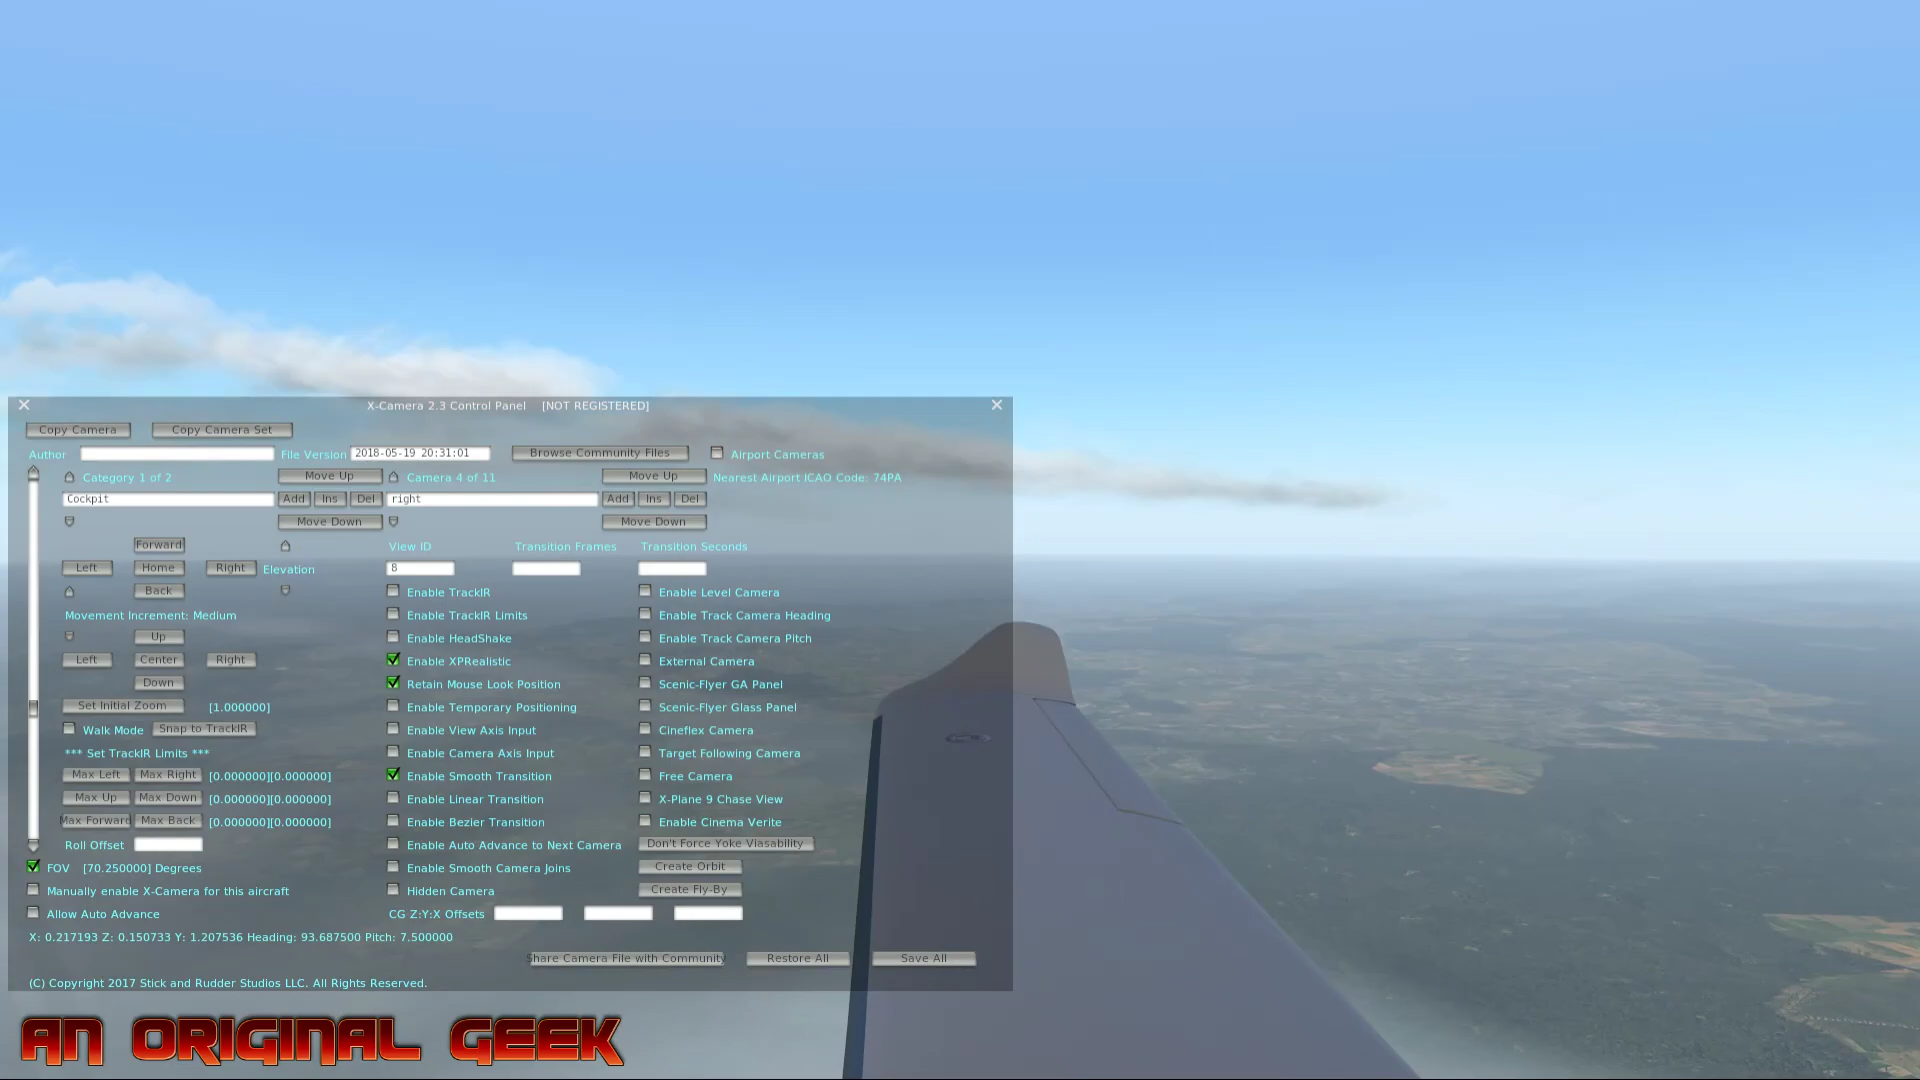 X-Camera 2.3 Control Panel [NOT REGISTERED]
Copy Camera Copy Camera Set
Author File Version 2018-05-19 20:31:01 Browse Community Files Airport Cameras
Category 1 of 2 Move Up Camera 4 of 11 Move Up Nearest Airport ICAO Code: 74PA
Cockpit Add Ins Del right Add Ins Del
Move Down Move Down
Forward View ID Transition Frames Transition Seconds
Left Home Right Elevation 8
Back Enable TrackIR Enable Level Camera
Movement Increment: Medium Enable TrackIR Limits Enable Track Camera Heading
Up Enable HeadShake Enable Track Camera Pitch
Left Center Right Enable XPRealistic External Camera
Down Retain Mouse Look Position Scenic-Flyer GA Panel
Set Initial Zoom [1.000000] Enable Temporary Positioning Scenic-Flyer Glass Panel
Walk Mode Snap to TrackIR Enable View Axis Input Cineflex Camera
*** Set TrackIR Limits *** Enable Camera Axis Input Target Following Camera
Max Left Max Right [0.000000][0.000000] Enable Smooth Transition Free Camera
Max Up Max Down [0.000000][0.000000] Enable Linear Transition X-Plane 9 Chase View
Max Forward Max Back [0.000000][0.000000] Enable Bezier Transition Enable Cinema Verite
Roll Offset Enable Auto Advance to Next Camera Don't Force Yoke Viasability
FOV [70.250000] Degrees Enable Smooth Camera Joins Create Orbit
Manually enable X-Camera for this aircraft Hidden Camera Create Fly-By
Allow Auto Advance CG Z:Y:X Offsets
X: 0.217193 Z: 0.150733 Y: 1.207536 Heading: 93.687500 Pitch: 7.500000
Share Camera File with Community Restore All Save All
(C) Copyright 2017 Stick and Rudder Studios LLC. All Rights Reserved.
AN ORIGINAL GEEK